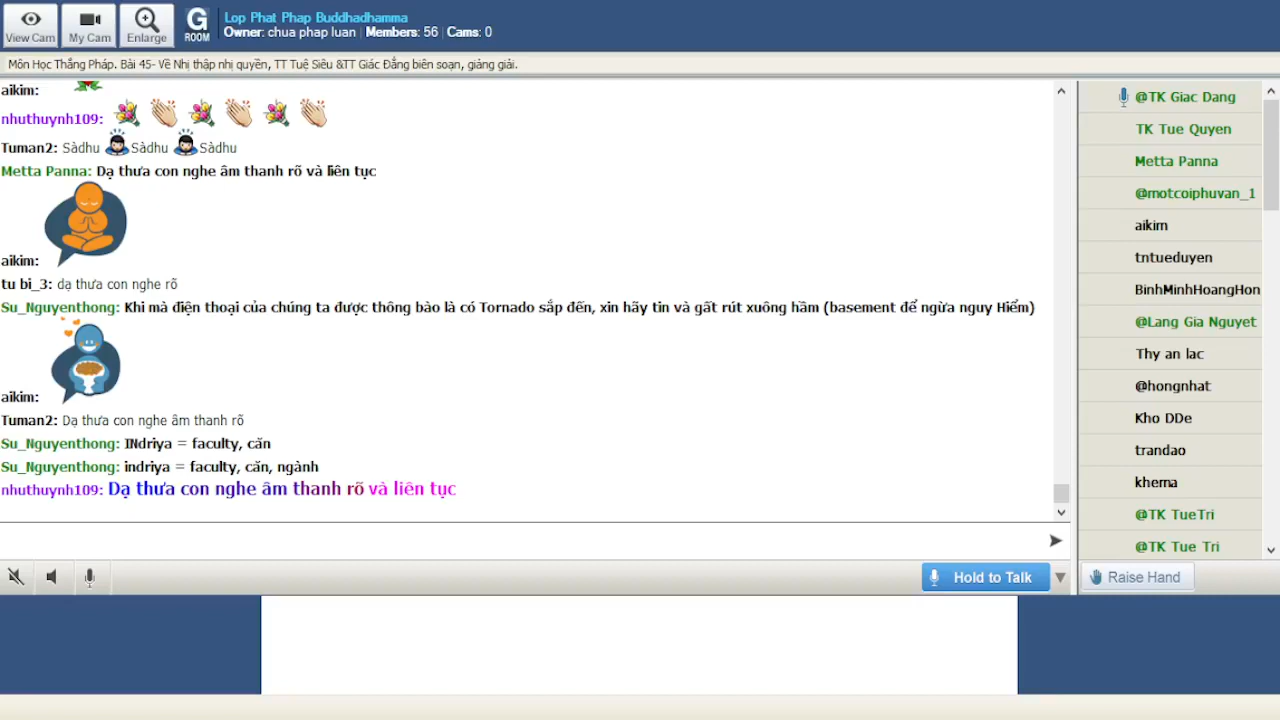 View Cam
My Cam
Enlarge
G
ROOM
Lop Phat Phap Buddhadhamma
Owner: chua phap luan | Members: 56 | Cams: 0
Môn Học Thắng Pháp. Bài 45- Về Nhị thập nhị quyền, TT Tuệ Siêu &TT Giác Đẳng biên soạn, giảng giải.
aikim:
nhuthuynh109:
Tuman2: Sàdhu Sàdhu Sàdhu
Metta Panna: Dạ thưa con nghe âm thanh rõ và liên tục
aikim:
tu bi_3: dạ thưa con nghe rõ
Su_Nguyenthong: Khi mà điện thoại của chúng ta được thông bào là có Tornado sắp đến, xin hãy tin và gất rút xuông hầm (basement để ngừa nguy Hiểm)
aikim:
Tuman2: Dạ thưa con nghe âm thanh rõ
Su_Nguyenthong: INdriya = faculty, căn
Su_Nguyenthong: indriya = faculty, căn, ngành
nhuthuynh109: Dạ thưa con nghe âm thanh rõ và liên tục
@TK Giac Dang
TK Tue Quyen
Metta Panna
@motcoiphuvan_1
aikim
tntueduyen
BinhMinhHoangHon
@Lang Gia Nguyet
Thy an lac
@hongnhat
Kho DDe
trandao
khema
@TK TueTri
@TK Tue Tri
Hold to Talk
Raise Hand